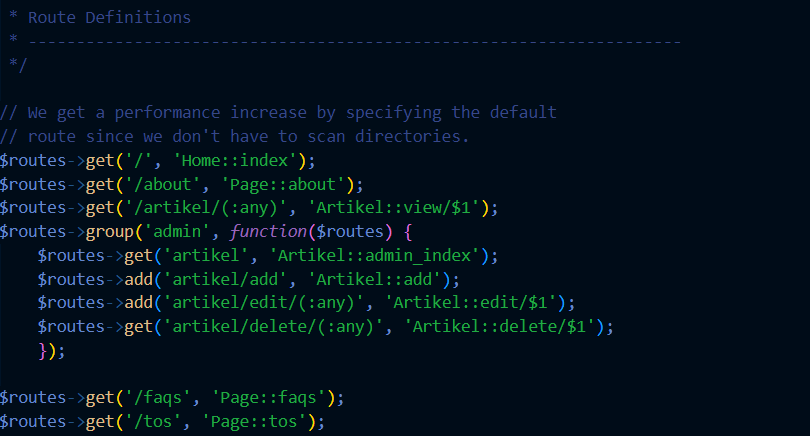 * Route Definitions
 * --------------------------------------------------------------------
 */

// We get a performance increase by specifying the default
// route since we don't have to scan directories.
$routes->get('/', 'Home::index');
$routes->get('/about', 'Page::about');
$routes->get('/artikel/(:any)', 'Artikel::view/$1');
$routes->group('admin', function($routes) {
    $routes->get('artikel', 'Artikel::admin_index');
    $routes->add('artikel/add', 'Artikel::add');
    $routes->add('artikel/edit/(:any)', 'Artikel::edit/$1');
    $routes->get('artikel/delete/(:any)', 'Artikel::delete/$1');
    });

$routes->get('/faqs', 'Page::faqs');
$routes->get('/tos', 'Page::tos');